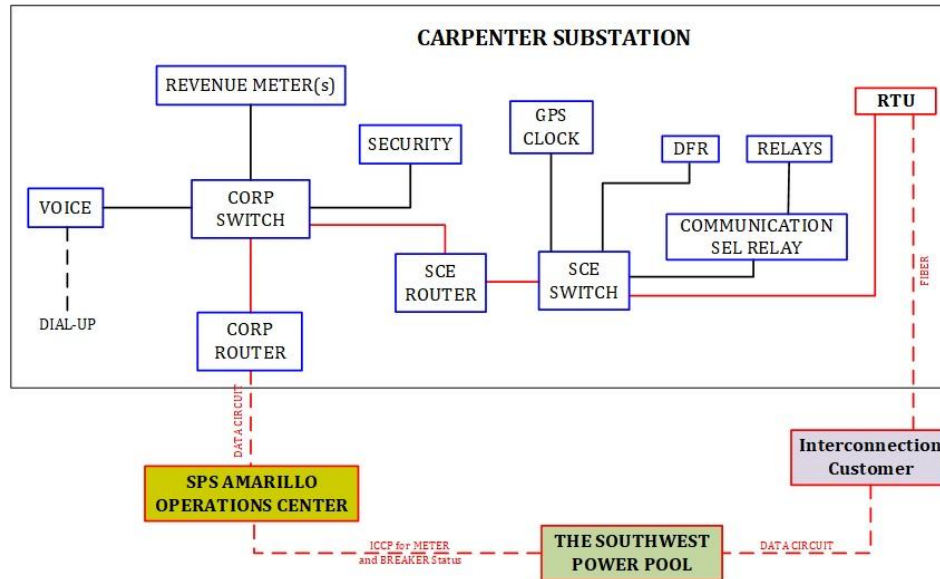 CARPENTER SUBSTATION
REVENUE METER(s)
SECURITY
GPS
CLOCK
DFR
RELAYS
RTU
VOICE
CORP
SWITCH
COMMUNICATION
SEL RELAY
SCE
ROUTER
SCE
SWITCH
FIBER
DIAL-UP
CORP
ROUTER
DATA CIRCUIT
Interconnection
Customer
SPS AMARILLO
OPERATIONS CENTER
ICCP for METER
and BREAKER Status
THE SOUTHWEST
POWER POOL
DATA CIRCUIT